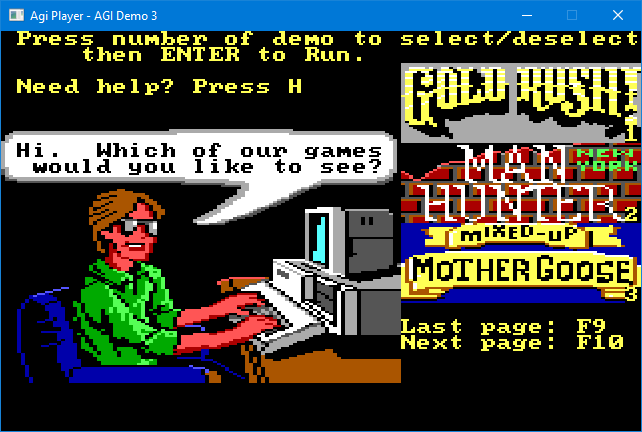 Agi Player - AGI Demo 3
Press number of demo to select/deselect
then ENTER to Run.
Need help? Press H
GOLD RUSH!
1
Hi.  Which of our games
would you like to see?
MAN
NEW
YORK
HUNTER
2
MIXED-UP
MOTHER GOOSE
3
Last page: F9
Next page: F10